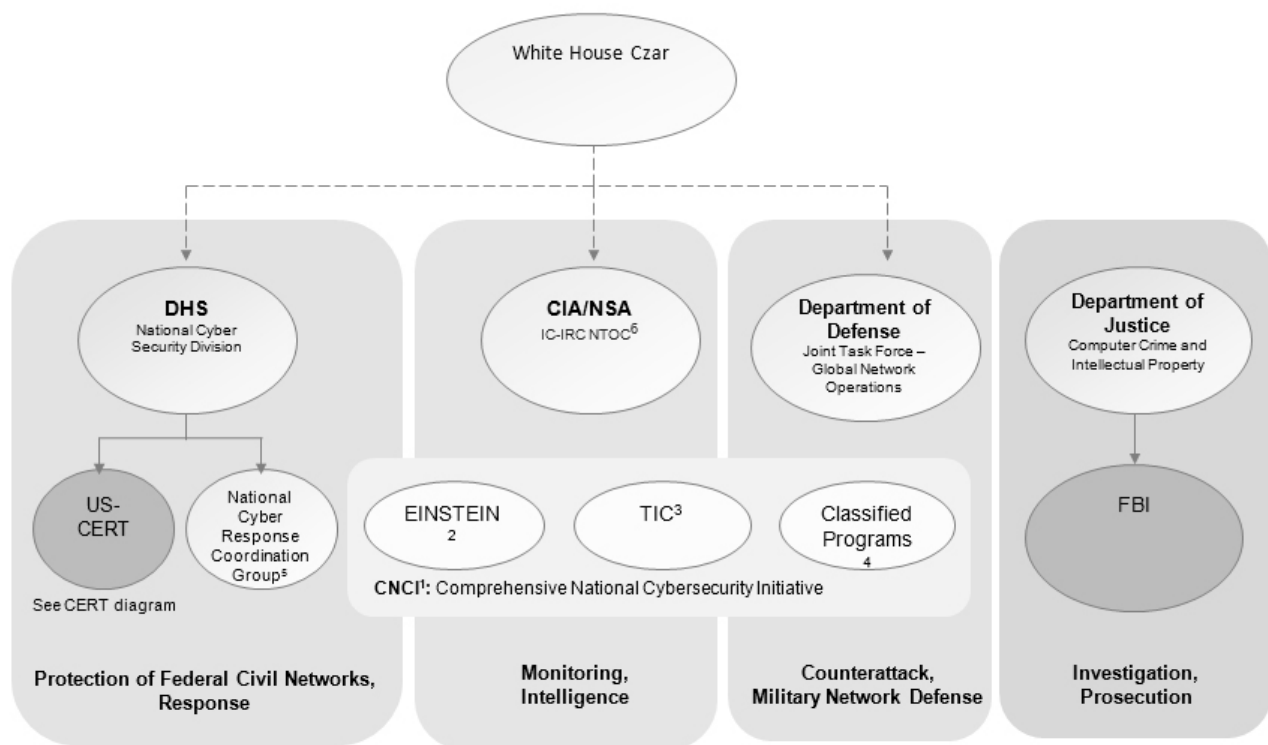 White House Czar
DHS
National Cyber
Security Division
CIA/NSA
IC-IRC NTOC⁶
Department of
Defense
Joint Task Force –
Global Network
Operations
Department of
Justice
Computer Crime and
Intellectual Property
US-
CERT
National
Cyber
Response
Coordination
Group⁵
See CERT diagram
EINSTEIN
2
TIC³
Classified
Programs
4
CNCI¹: Comprehensive National Cybersecurity Initiative
FBI
Protection of Federal Civil Networks,
Response
Monitoring,
Intelligence
Counterattack,
Military Network Defense
Investigation,
Prosecution